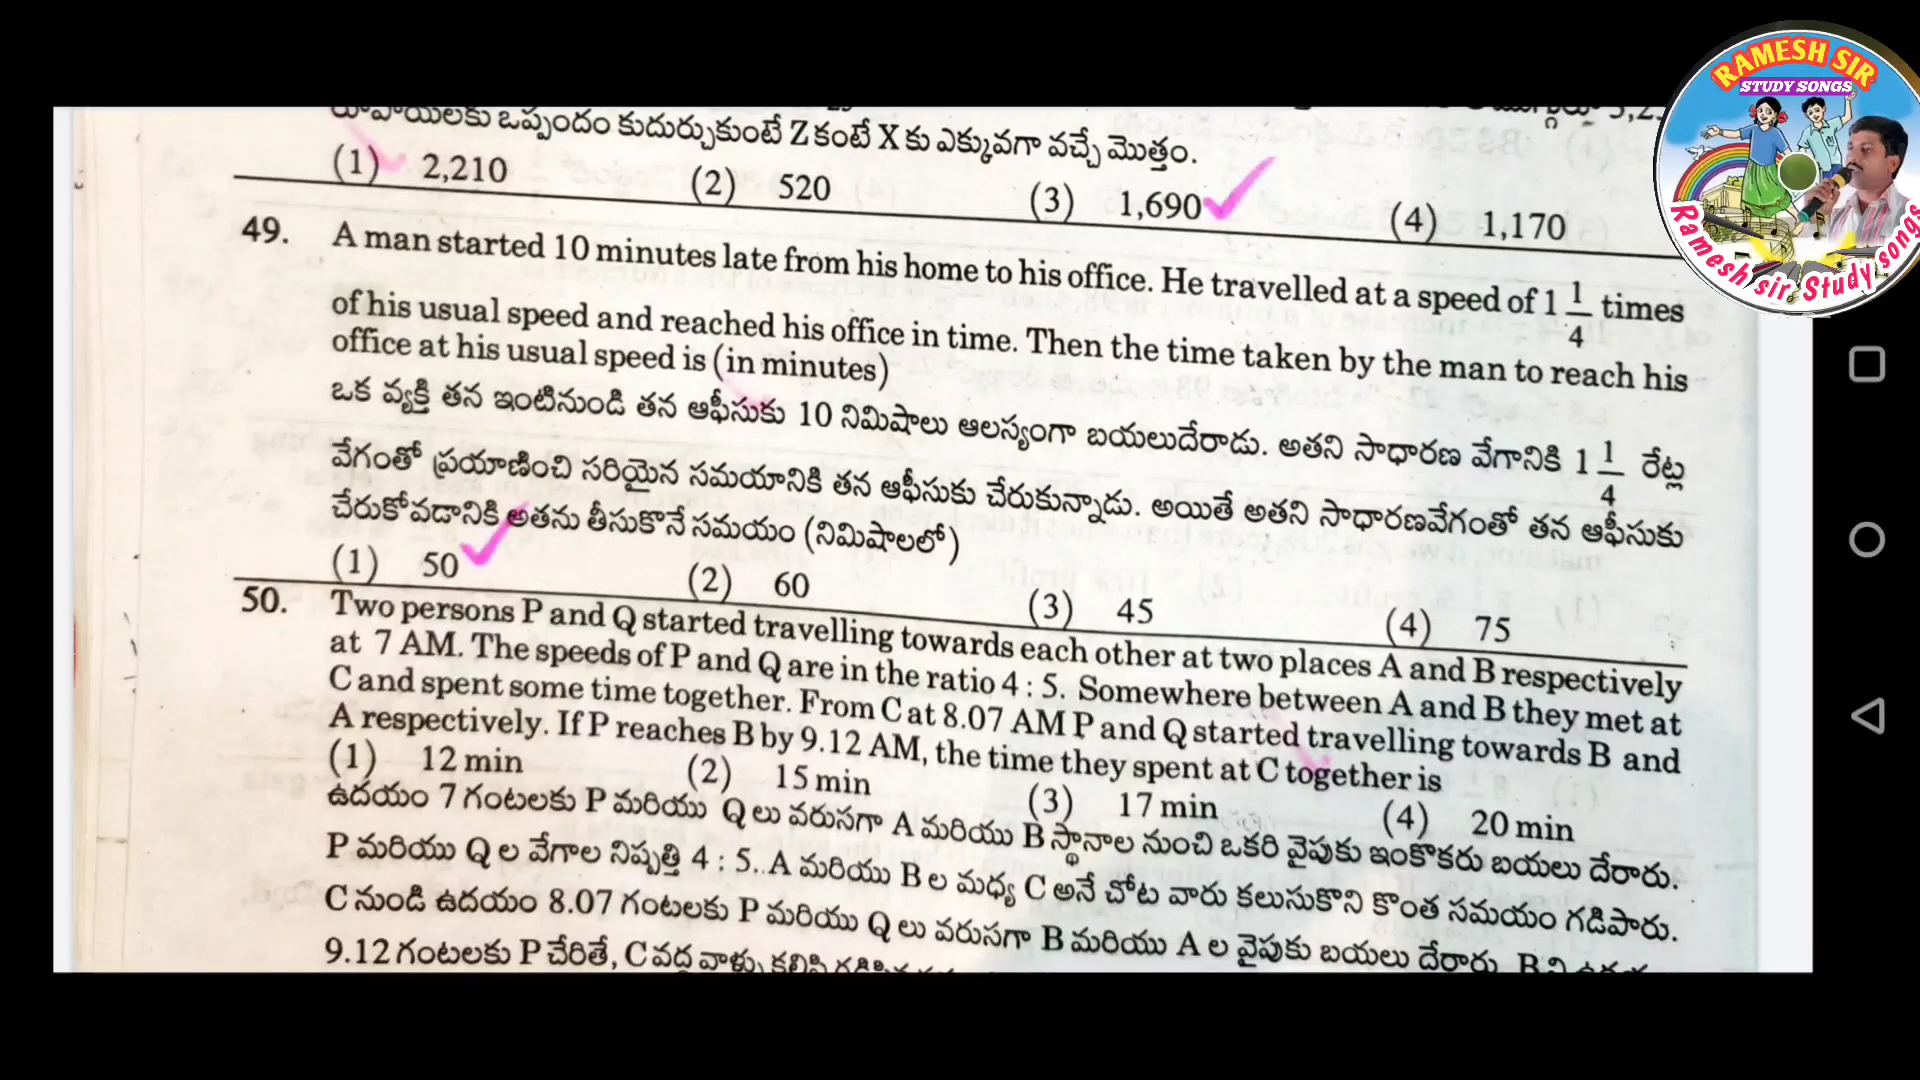 రూపాయలకు ఒప్పందం కుదుర్చుకుంటే Z కంటే X కు ఎక్కువగా వచ్చే మొత్తం.
(1) 2,210 (2) 520 (3) 1,690 (4) 1,170
49. A man started 10 minutes late from his home to his office. He travelled at a speed of 1 1/4 times
of his usual speed and reached his office in time. Then the time taken by the man to reach his
office at his usual speed is (in minutes)
ఒక వ్యక్తి తన ఇంటినుండి తన ఆఫీసుకు 10 నిమిషాలు ఆలస్యంగా బయలుదేరాడు. అతని సాధారణ వేగానికి 1 1/4 రేట్ల
వేగంతో ప్రయాణించి సరియైన సమయానికి తన ఆఫీసుకు చేరుకున్నాడు. అయితే అతని సాధారణవేగంతో తన ఆఫీసుకు
చేరుకోవడానికి అతను తీసుకొనే సమయం (నిమిషాలలో)
(1) 50 (2) 60 (3) 45 (4) 75
50. Two persons P and Q started travelling towards each other at two places A and B respectively
at 7 AM. The speeds of P and Q are in the ratio 4 : 5. Somewhere between A and B they met at
C and spent some time together. From C at 8.07 AM P and Q started travelling towards B and
A respectively. If P reaches B by 9.12 AM, the time they spent at C together is
(1) 12 min (2) 15 min (3) 17 min (4) 20 min
ఉదయం 7 గంటలకు P మరియు Q లు వరుసగా A మరియు B స్థానాల నుంచి ఒకరి వైపుకు ఇంకొకరు బయలు దేరారు.
P మరియు Q ల వేగాల నిష్పత్తి 4 : 5. A మరియు B ల మధ్య C అనే చోట వారు కలుసుకొని కొంత సమయం గడిపారు.
C నుండి ఉదయం 8.07 గంటలకు P మరియు Q లు వరుసగా B మరియు A ల వైపుకు బయలు దేరారు. B ని
9.12 గంటలకు P చేరితే, C వద్ద వాళ్ళు కలిసి
RAMESH SIR
STUDY SONGS
Ramesh sir Study songs